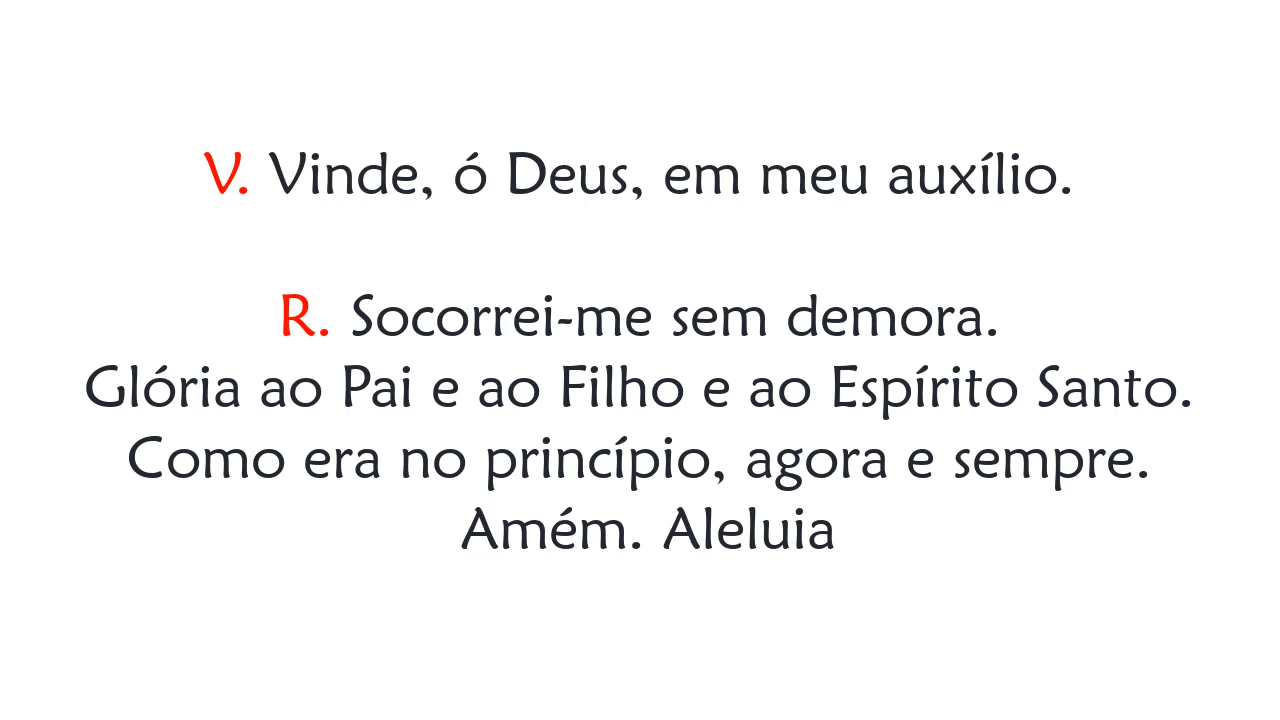 V. Vinde, ó Deus, em meu auxílio.
R. Socorrei-me sem demora.
Glória ao Pai e ao Filho e ao Espírito Santo.
Como era no princípio, agora e sempre.
Amém. Aleluia